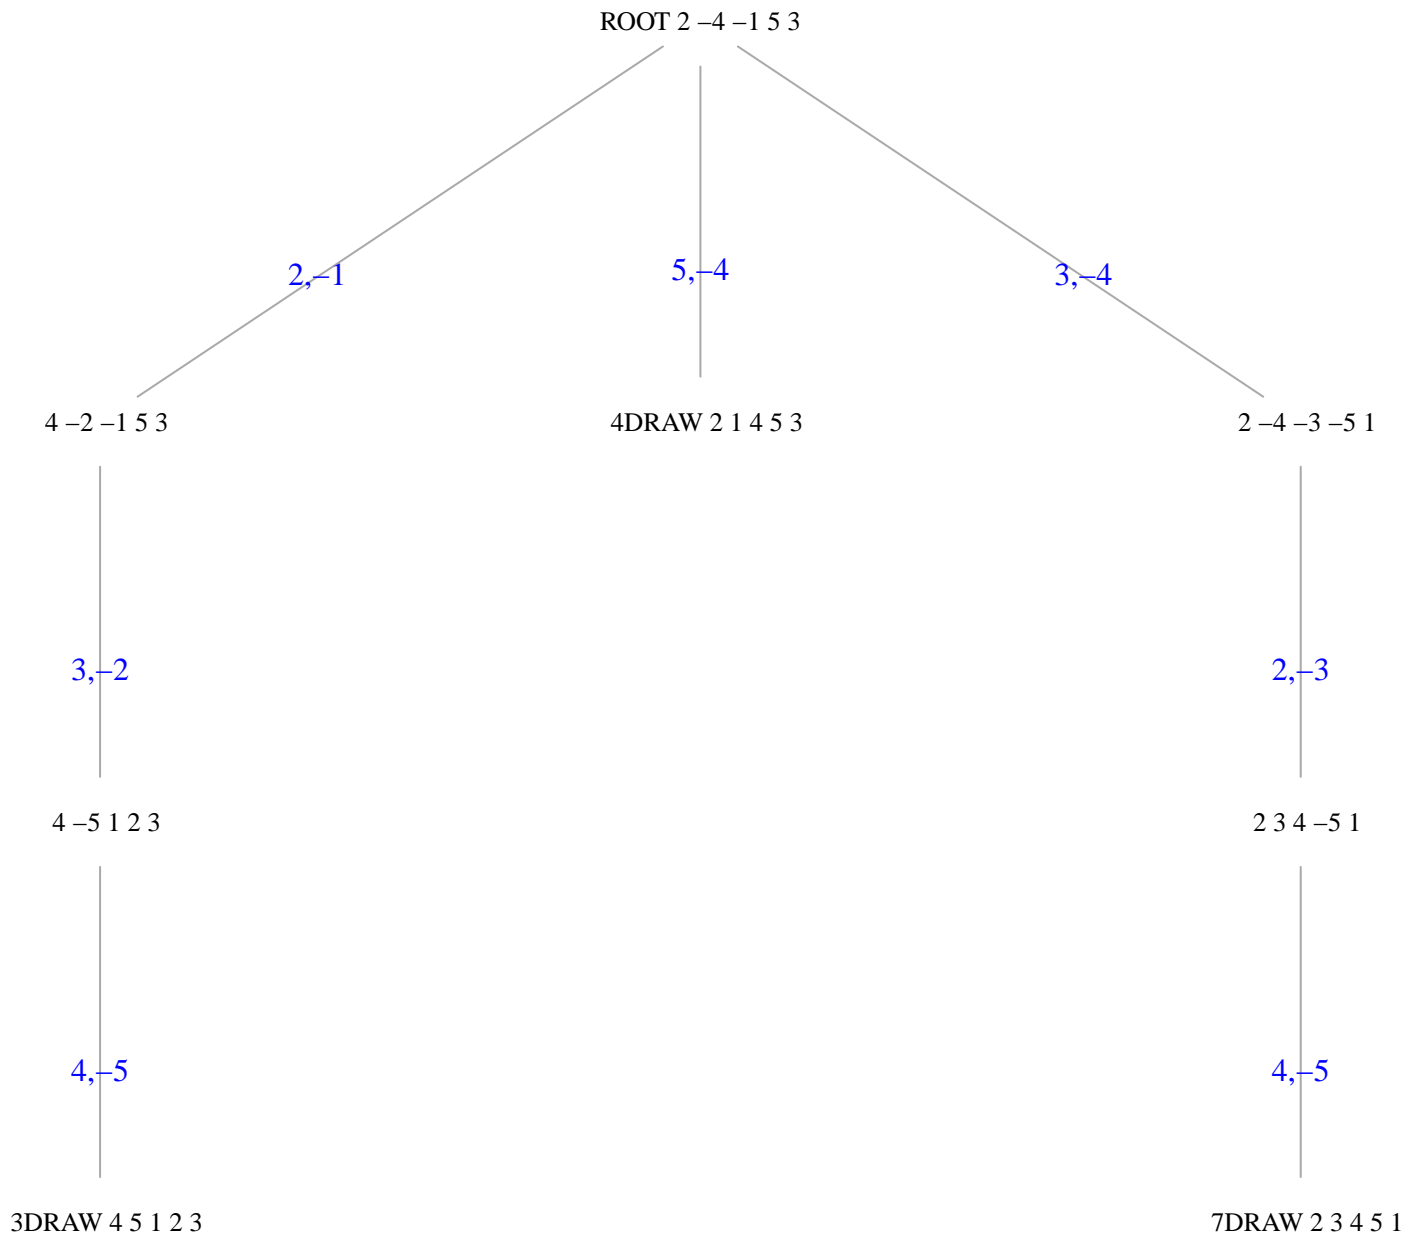 ROOT 2 –4 –1 5 3
2,–1
5,–4
3,–4
4 –2 –1 5 3
4DRAW 2 1 4 5 3
2 –4 –3 –5 1
3,–2
2,–3
4 –5 1 2 3
2 3 4 –5 1
4,–5
4,–5
3DRAW 4 5 1 2 3
7DRAW 2 3 4 5 1